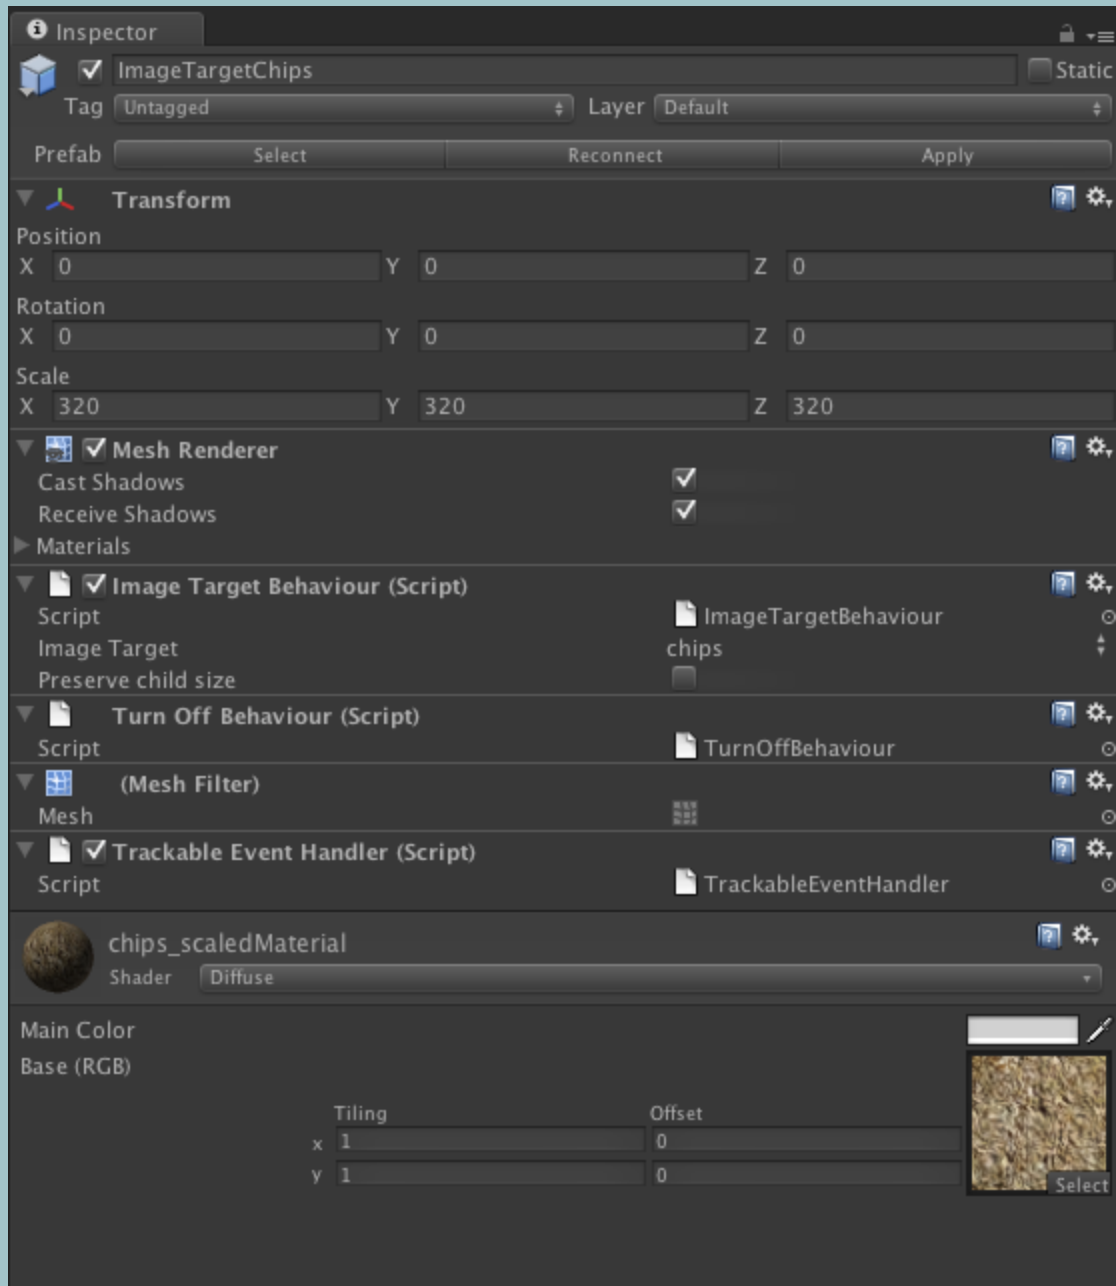 Inspector
ImageTargetChips Static
Tag Untagged Layer Default
Prefab Select Reconnect Apply
Transform
Position
X 0 Y 0 Z 0
Rotation
X 0 Y 0 Z 0
Scale
X 320 Y 320 Z 320
Mesh Renderer
Cast Shadows
Receive Shadows
Materials
Image Target Behaviour (Script)
Script ImageTargetBehaviour
Image Target chips
Preserve child size
Turn Off Behaviour (Script)
Script TurnOffBehaviour
(Mesh Filter)
Mesh
Trackable Event Handler (Script)
Script TrackableEventHandler
chips_scaledMaterial
Shader Diffuse
Main Color
Base (RGB)
Tiling Offset
x 1 0
y 1 0
Select